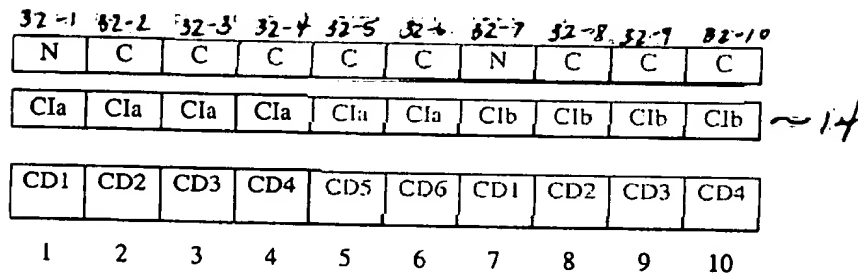 32-1 32-2 32-3 32-4 32-5 32-6 32-7 32-8 32-9 32-10
N C C C C C N C C C
CIa CIa CIa CIa CIa CIa CIb CIb CIb CIb ~14
CD1 CD2 CD3 CD4 CD5 CD6 CD1 CD2 CD3 CD4
1 2 3 4 5 6 7 8 9 10